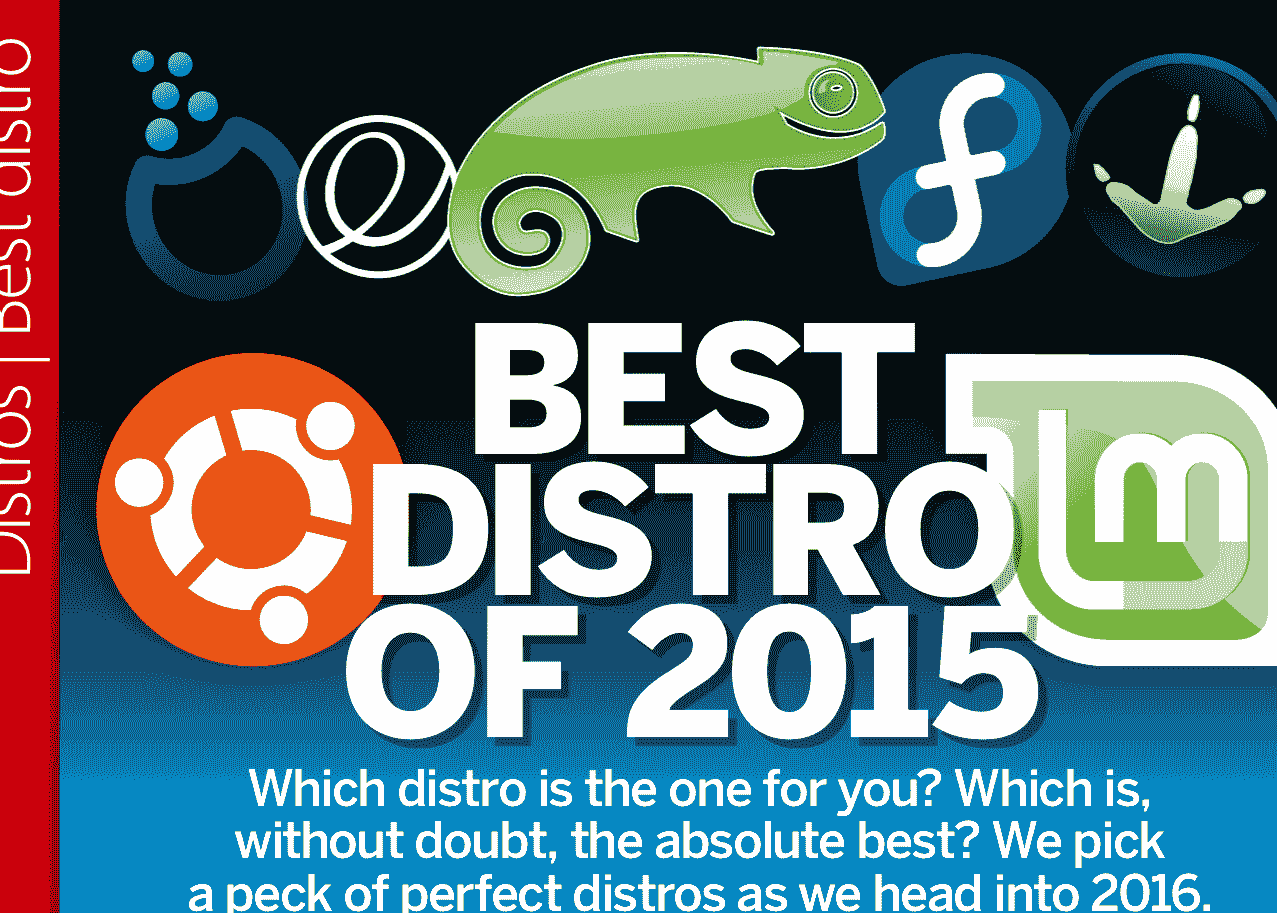 Distros | Best distro
BEST
DISTRO
OF 2015
Which distro is the one for you? Which is,
without doubt, the absolute best? We pick
a peck of perfect distros as we head into 2016.